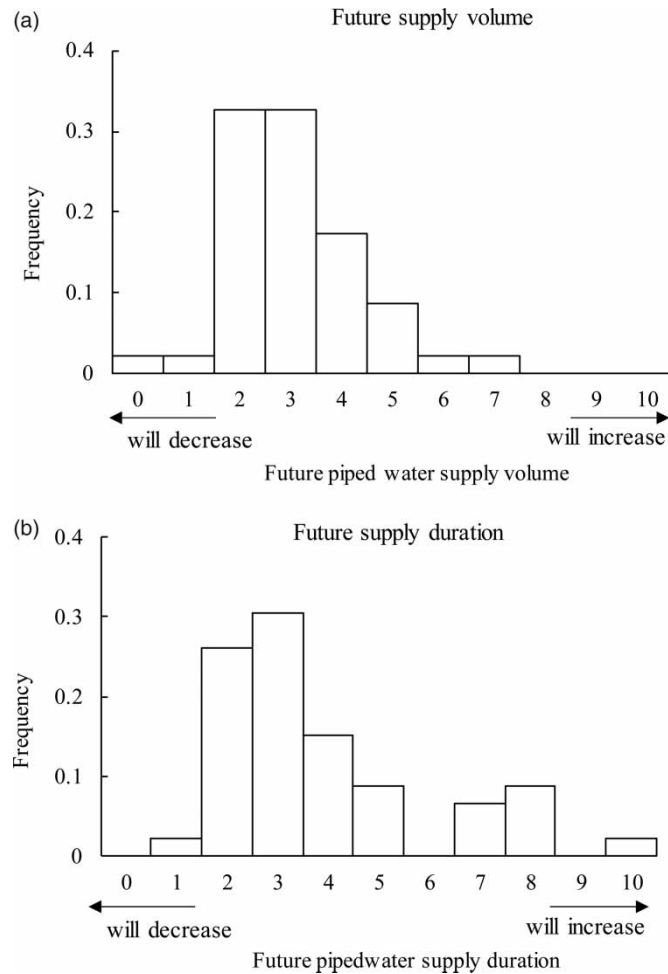 (a)
Future supply volume
0.4
0.3
0.2
0.1
0
Frequency
0 1 2 3 4 5 6 7 8 9 10
will decrease will increase
Future piped water supply volume
(b)
Future supply duration
0.4
0.3
0.2
0.1
0
Frequency
0 1 2 3 4 5 6 7 8 9 10
will decrease will increase
Future pipedwater supply duration